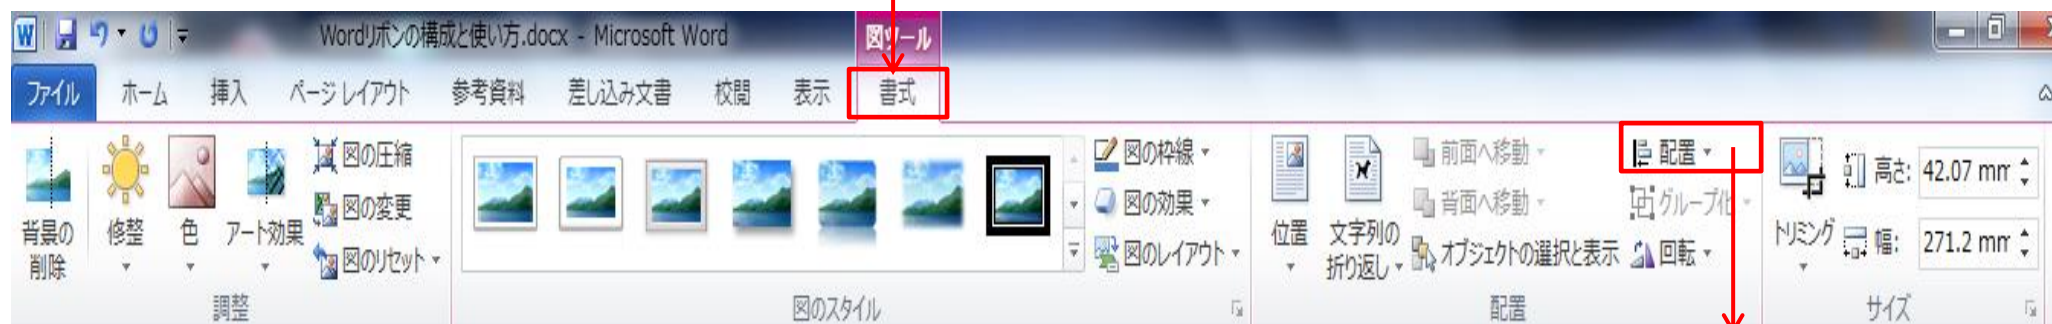 W Wordリボンの構成と使い方.docx - Microsoft Word 図ツール
ファイル ホーム 挿入 ページ レイアウト 参考資料 差し込み文書 校閲 表示 書式
背景の
削除
修整
色
アート効果
図の圧縮
図の変更
図のリセット
調整
図の枠線
図の効果
図のレイアウト
図のスタイル
位置
文字列の
折り返し
前面へ移動
背面へ移動
オブジェクトの選択と表示
配置
グループ化
回転
配置
トリミング
高さ: 42.07 mm
幅: 271.2 mm
サイズ